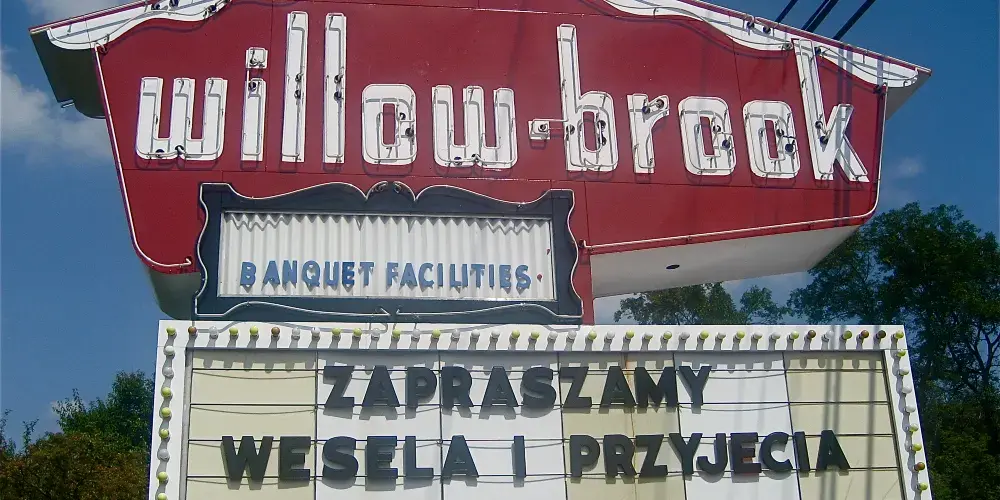 willow-brook
BANQUET FACILITIES
ZAPRASZAMY
WESELA I PRZYJECIA